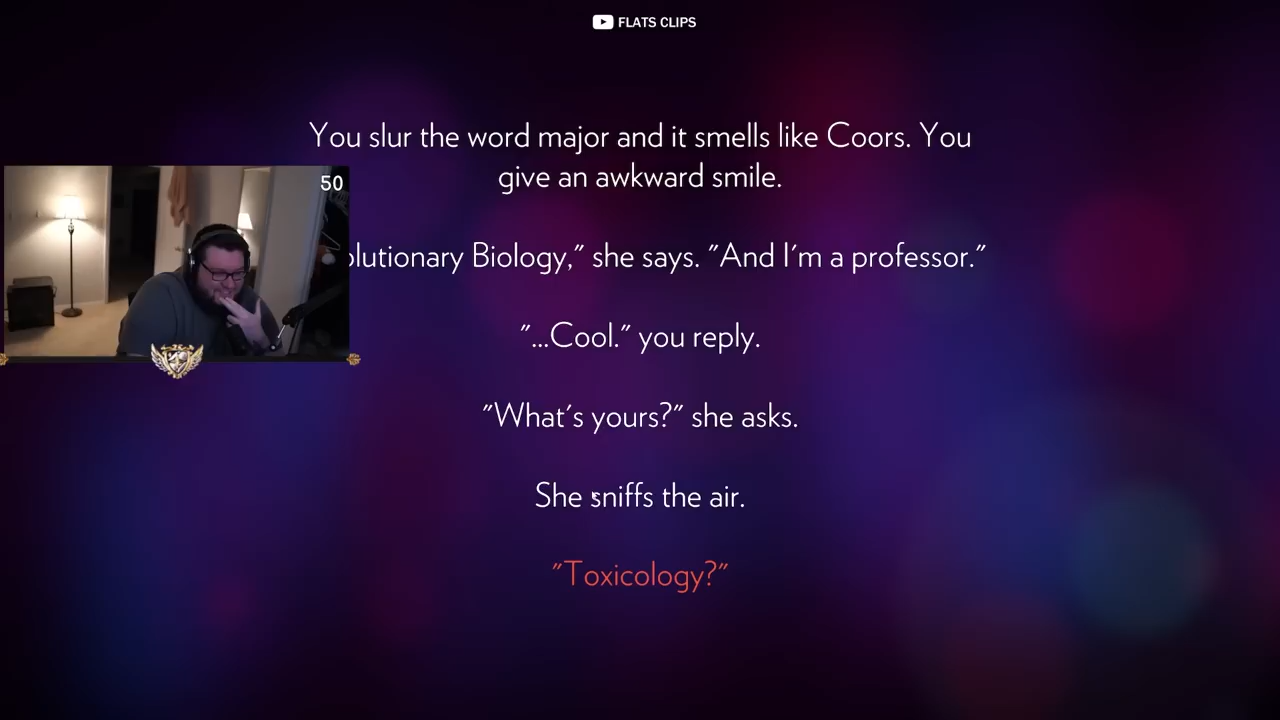 FLATS CLIPS
You slur the word major and it smells like Coors. You
give an awkward smile.
50
Biology," she says. "And I'm a professor."
"...Cool." you reply.
"What's yours?" she asks.
She sniffs the air.
"Toxicology?"